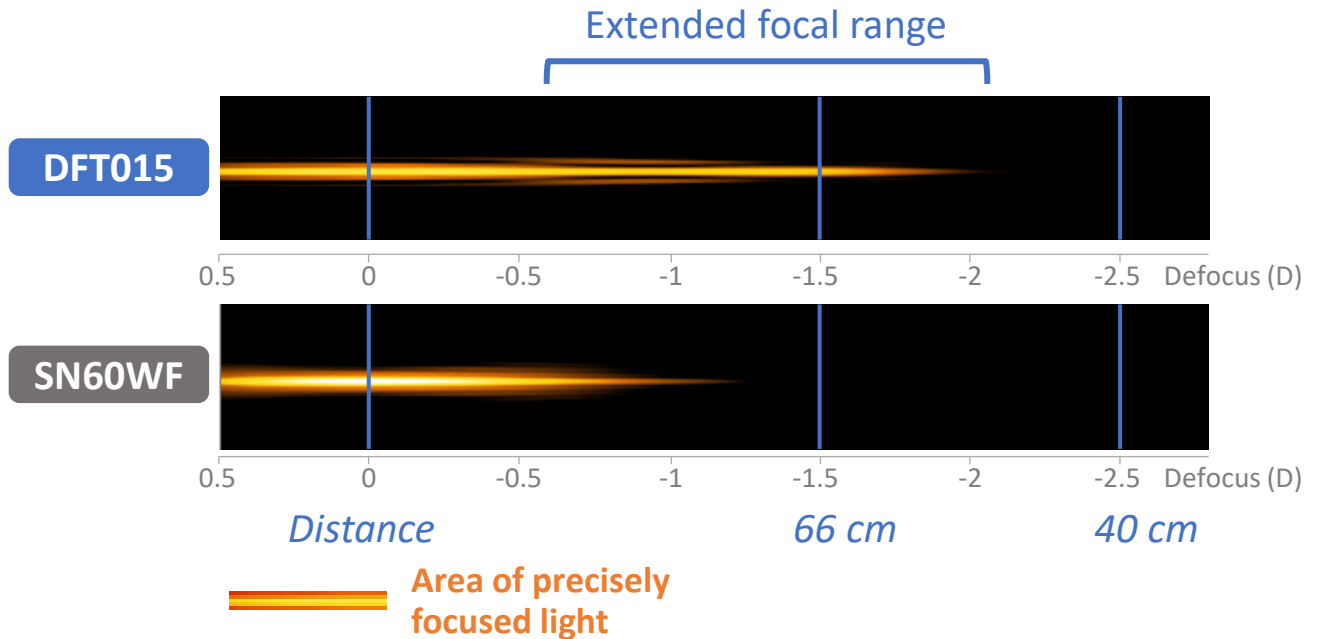 Extended focal range
DFT015
0.5 0 -0.5 -1 -1.5 -2 -2.5 Defocus (D)
SN60WF
0.5 0 -0.5 -1 -1.5 -2 -2.5 Defocus (D)
Distance 66 cm 40 cm
Area of precisely
focused light